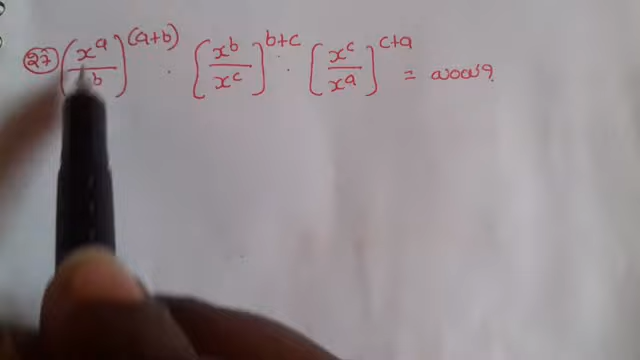 27 (x^a / b)^(a+b) · (x^b / x^c)^b+c · (x^c / x^a)^c+a =